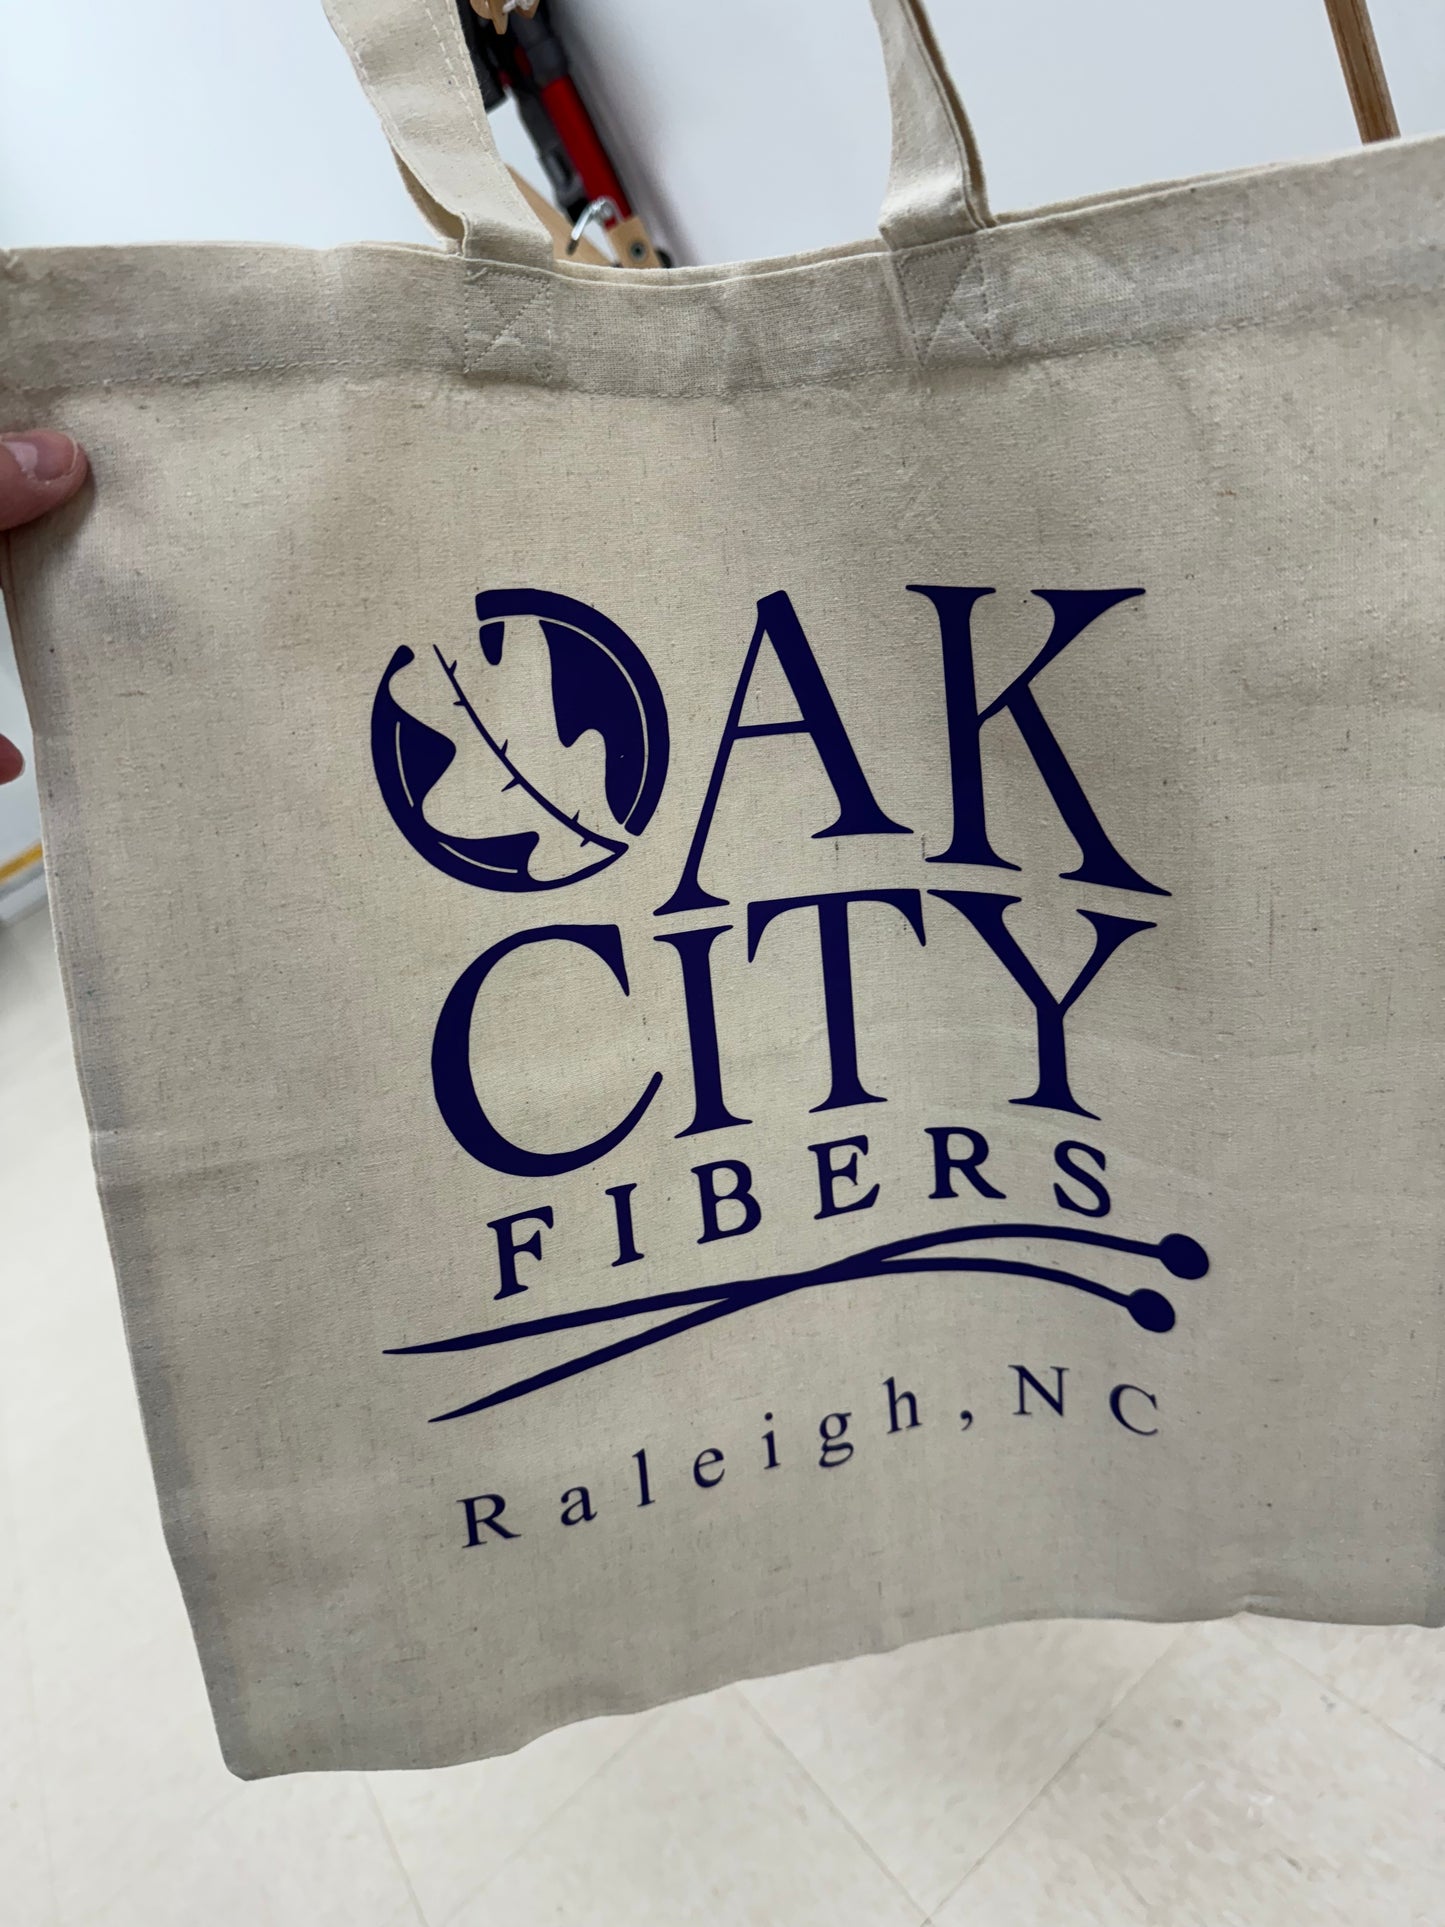 OAK
CITY
FIBERS
Raleigh, NC